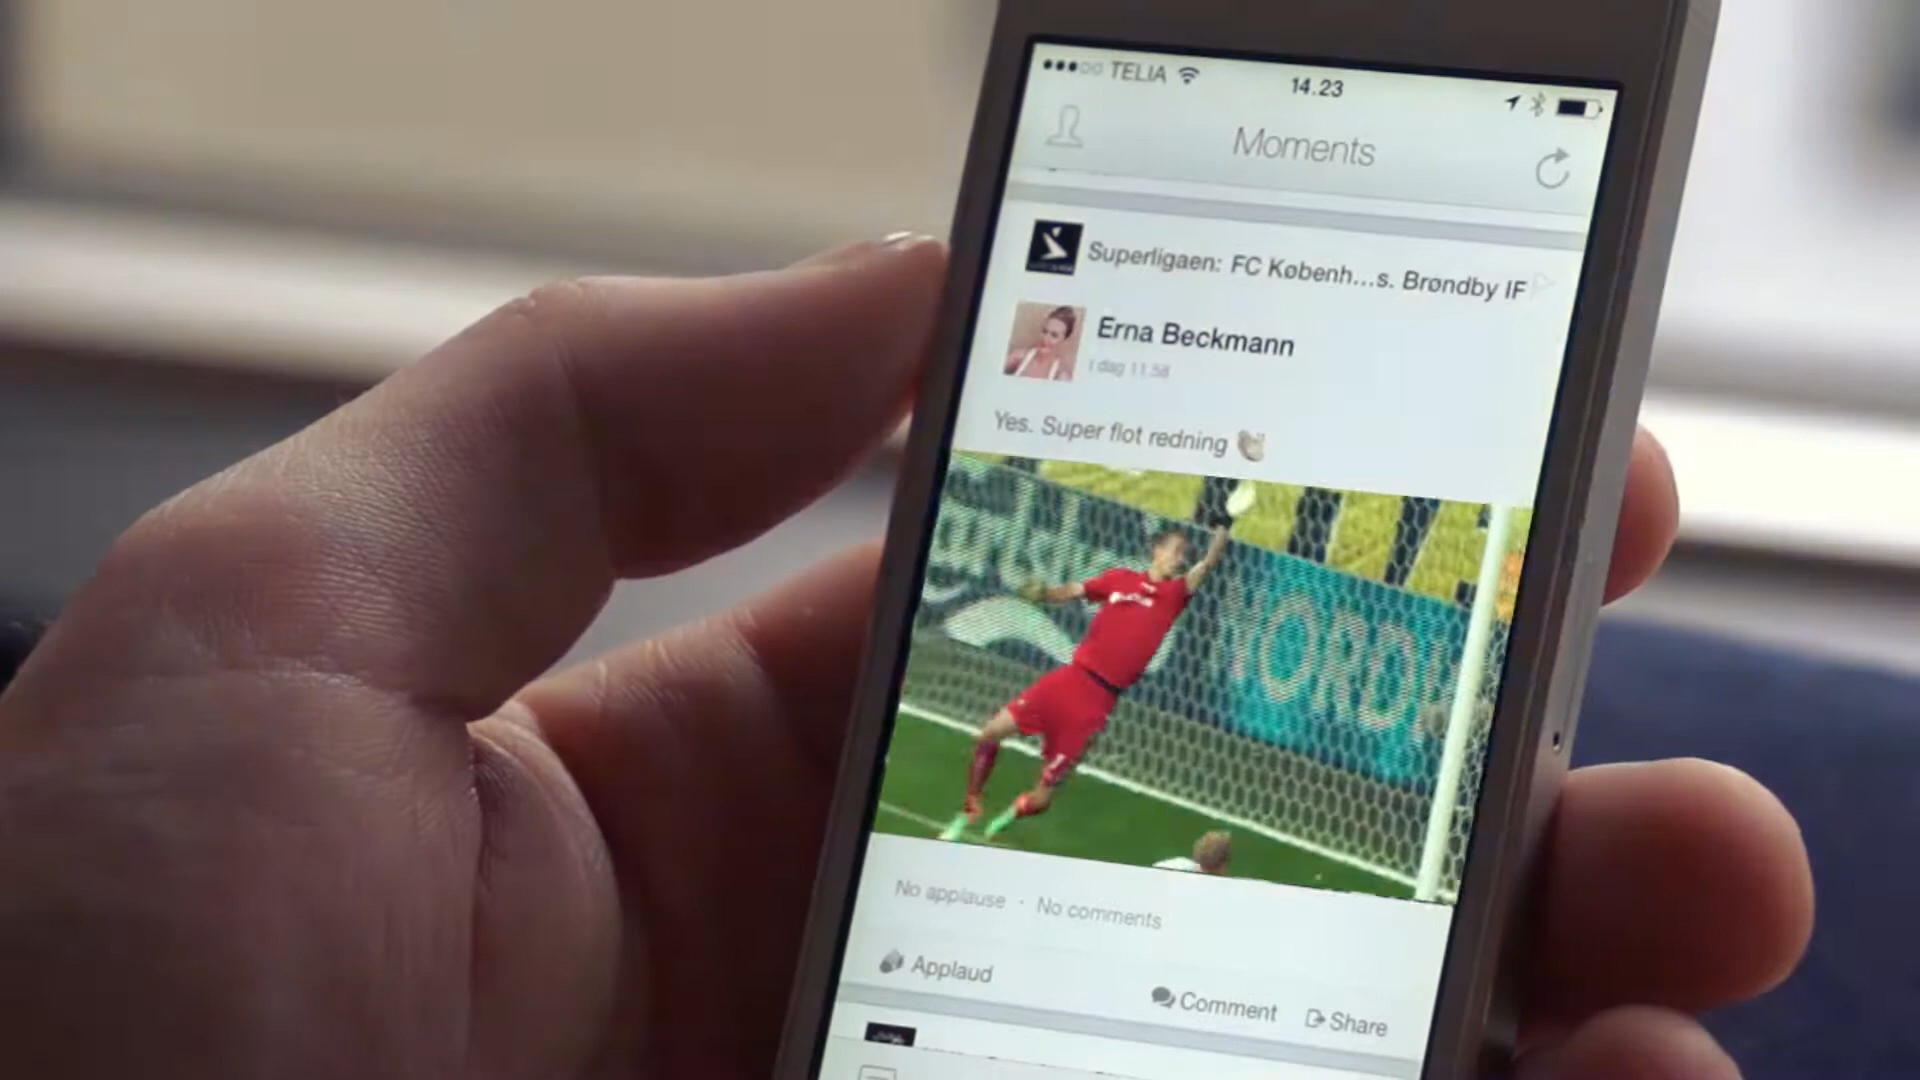 TELIA 14.23
Moments
Superligaen: FC Københ...s. Brøndby IF
Erna Beckmann
I dag 11.58
Yes. Super flot redning
NORD
No applause · No comments
Applaud
Comment
Share